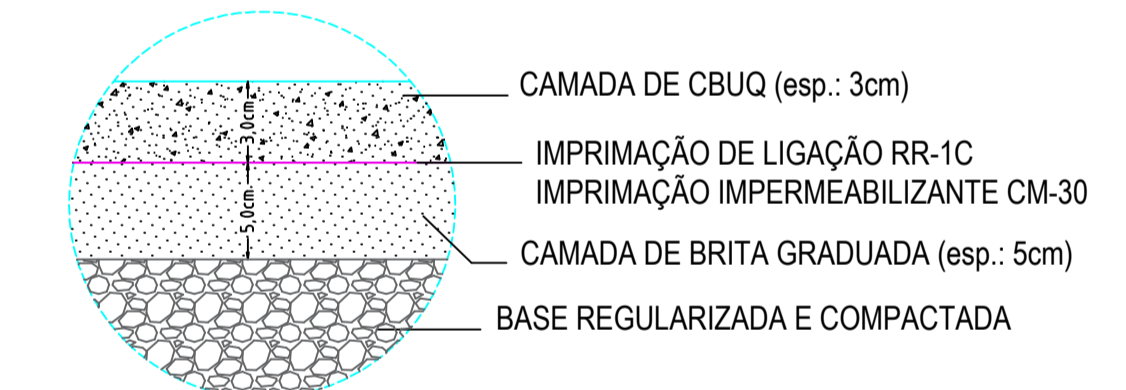 CAMADA DE CBUQ (esp.: 3cm)
3,0cm
IMPRIMAÇÃO DE LIGAÇÃO RR-1C
IMPRIMAÇÃO IMPERMEABILIZANTE CM-30
5,0cm
CAMADA DE BRITA GRADUADA (esp.: 5cm)
BASE REGULARIZADA E COMPACTADA